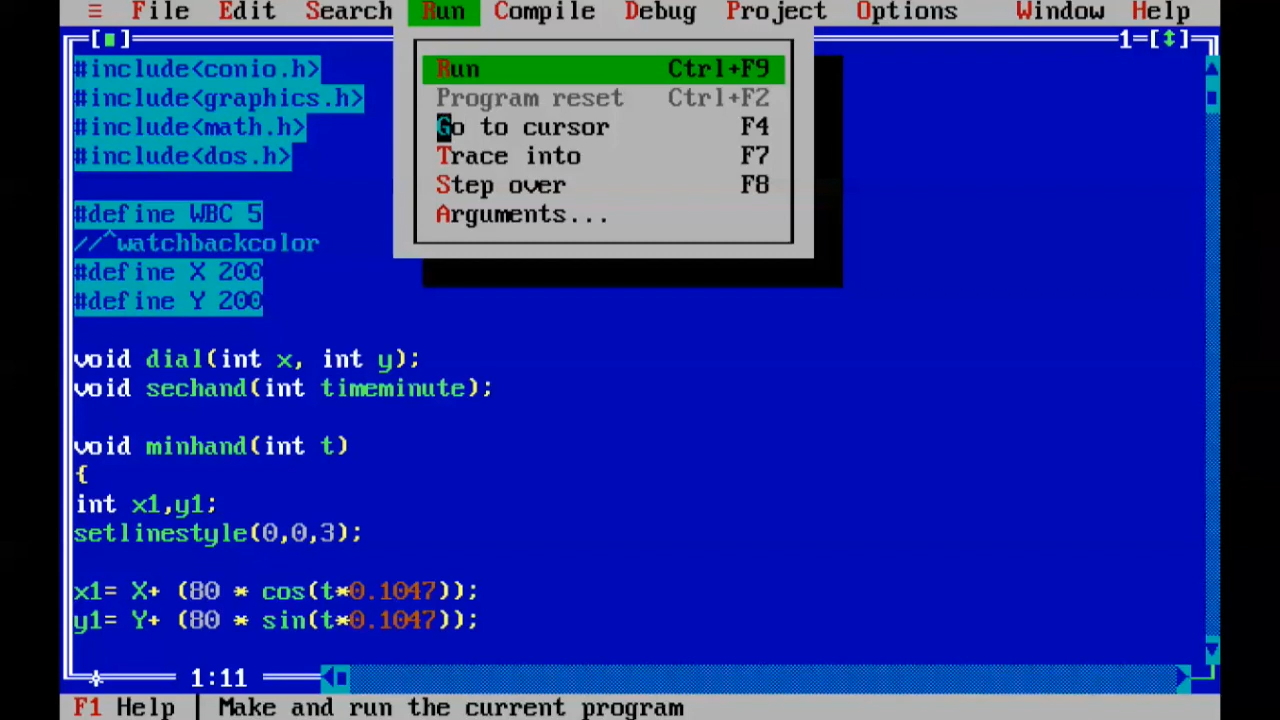 ≡ File Edit Search Run Compile Debug Project Options Window Help
[■] 1=[↕]
Run Ctrl+F9
Program reset Ctrl+F2
Go to cursor F4
Trace into F7
Step over F8
Arguments...
#include<conio.h>
#include<graphics.h>
#include<math.h>
#include<dos.h>
#define WBC 5
//^watchbackcolor
#define X 200
#define Y 200
void dial(int x, int y);
void sechand(int timeminute);
void minhand(int t)
{
int x1,y1;
setlinestyle(0,0,3);
x1= X+ (80 * cos(t*0.1047));
y1= Y+ (80 * sin(t*0.1047));
1:11
F1 Help | Make and run the current program